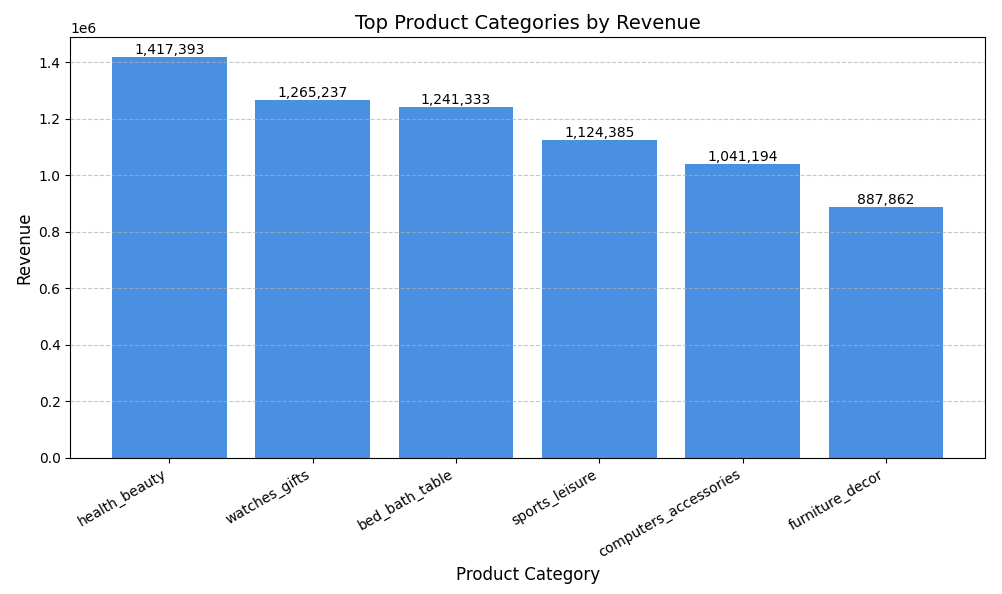 Top Product Categories by Revenue
1e6
1,417,393
1,265,237
1,241,333
1,124,385
1,041,194
887,862
1.4
1.2
1.0
0.8
0.6
0.4
0.2
0.0
Revenue
health_beauty
watches_gifts
bed_bath_table
sports_leisure
computers_accessories
furniture_decor
Product Category